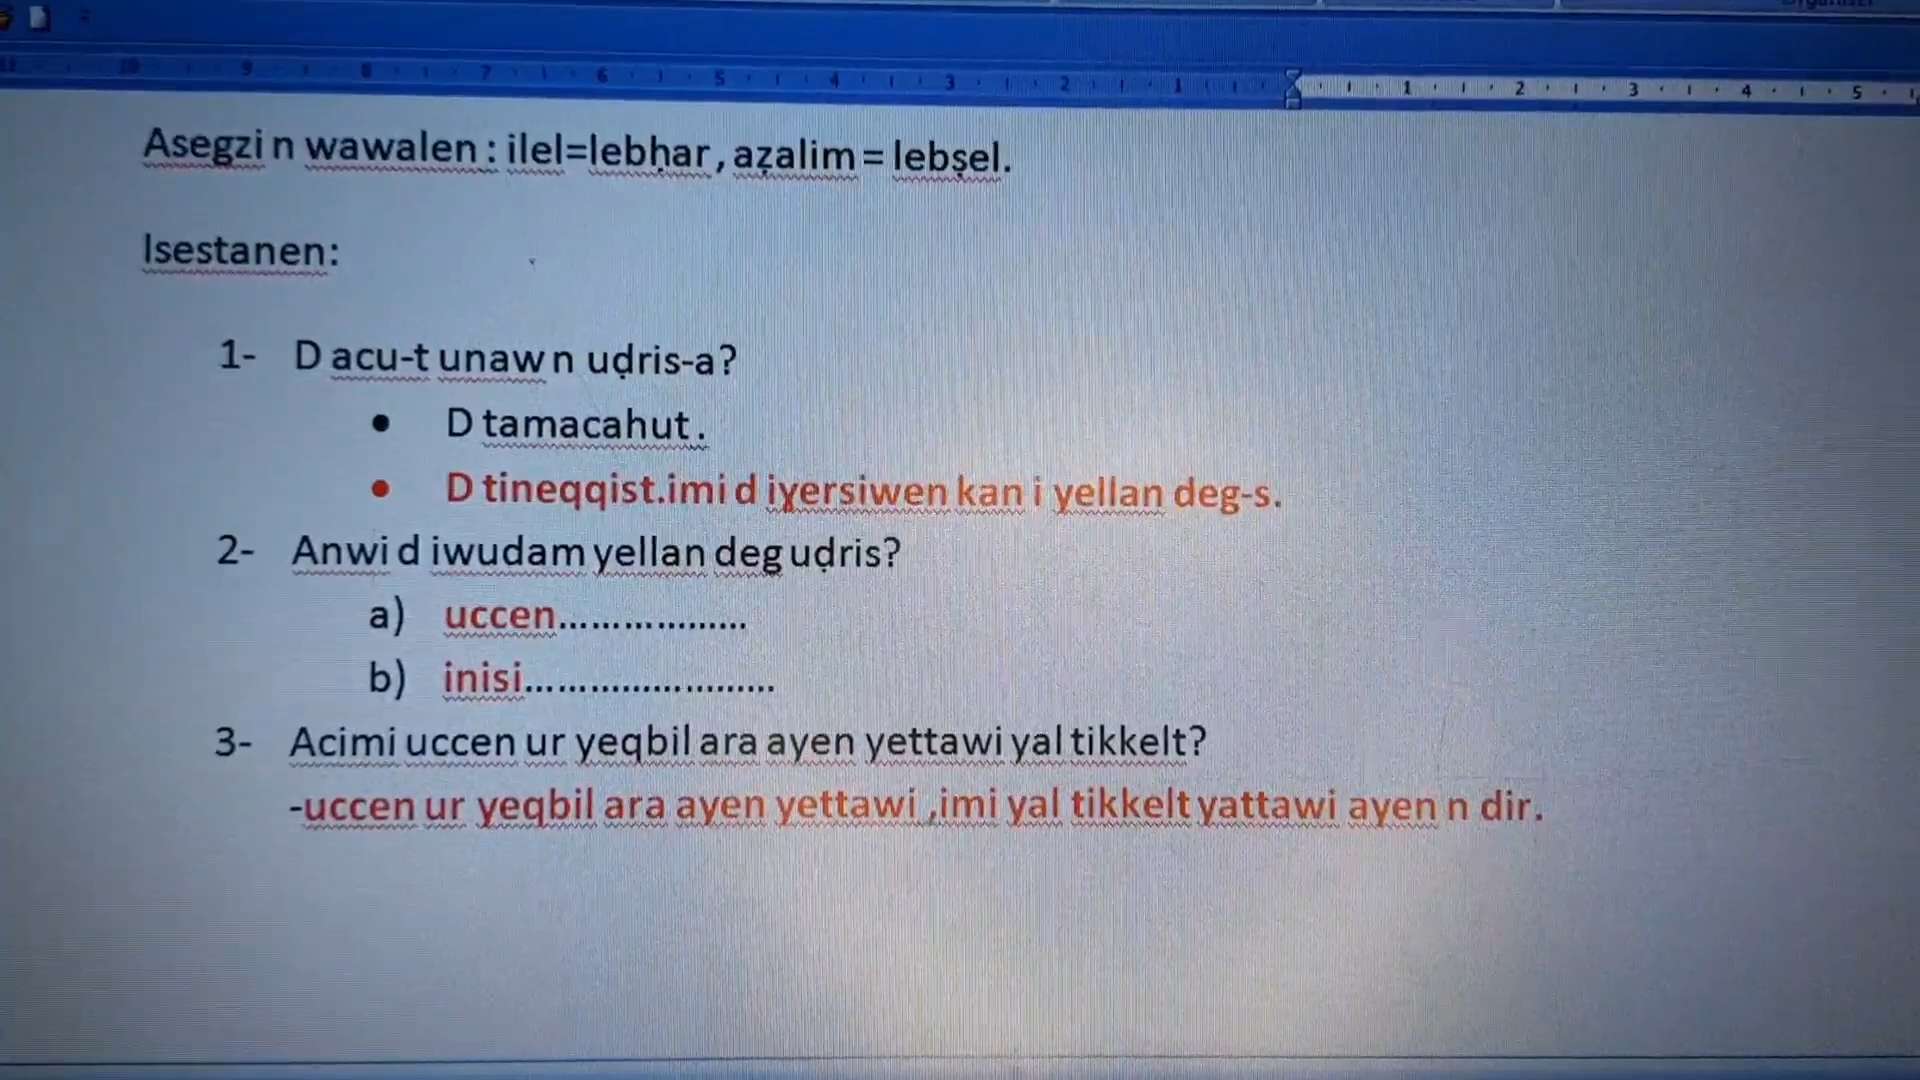 Asegzi n wawalen : ilel=lebḥar , aẓalim = lebṣel.
Isestanen:
1- D acu-t unaw n uḍris-a?
• D tamacahut .
• D tineqqist.imi d iɣersiwen kan i yellan deg-s.
2- Anwi d iwudam yellan deg uḍris?
a) uccen..................
b) inisi........................
3- Acimi uccen ur yeqbil ara ayen yettawi yal tikkelt?
-uccen ur yeqbil ara ayen yettawi ,imi yal tikkelt yattawi ayen n dir.